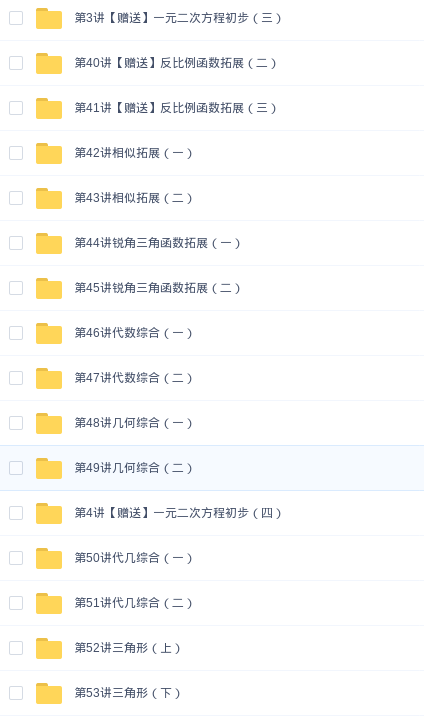 第3讲【赠送】一元二次方程初步（三）
第40讲【赠送】反比例函数拓展（二）
第41讲【赠送】反比例函数拓展（三）
第42讲相似拓展（一）
第43讲相似拓展（二）
第44讲锐角三角函数拓展（一）
第45讲锐角三角函数拓展（二）
第46讲代数综合（一）
第47讲代数综合（二）
第48讲几何综合（一）
第49讲几何综合（二）
第4讲【赠送】一元二次方程初步（四）
第50讲代几综合（一）
第51讲代几综合（二）
第52讲三角形（上）
第53讲三角形（下）